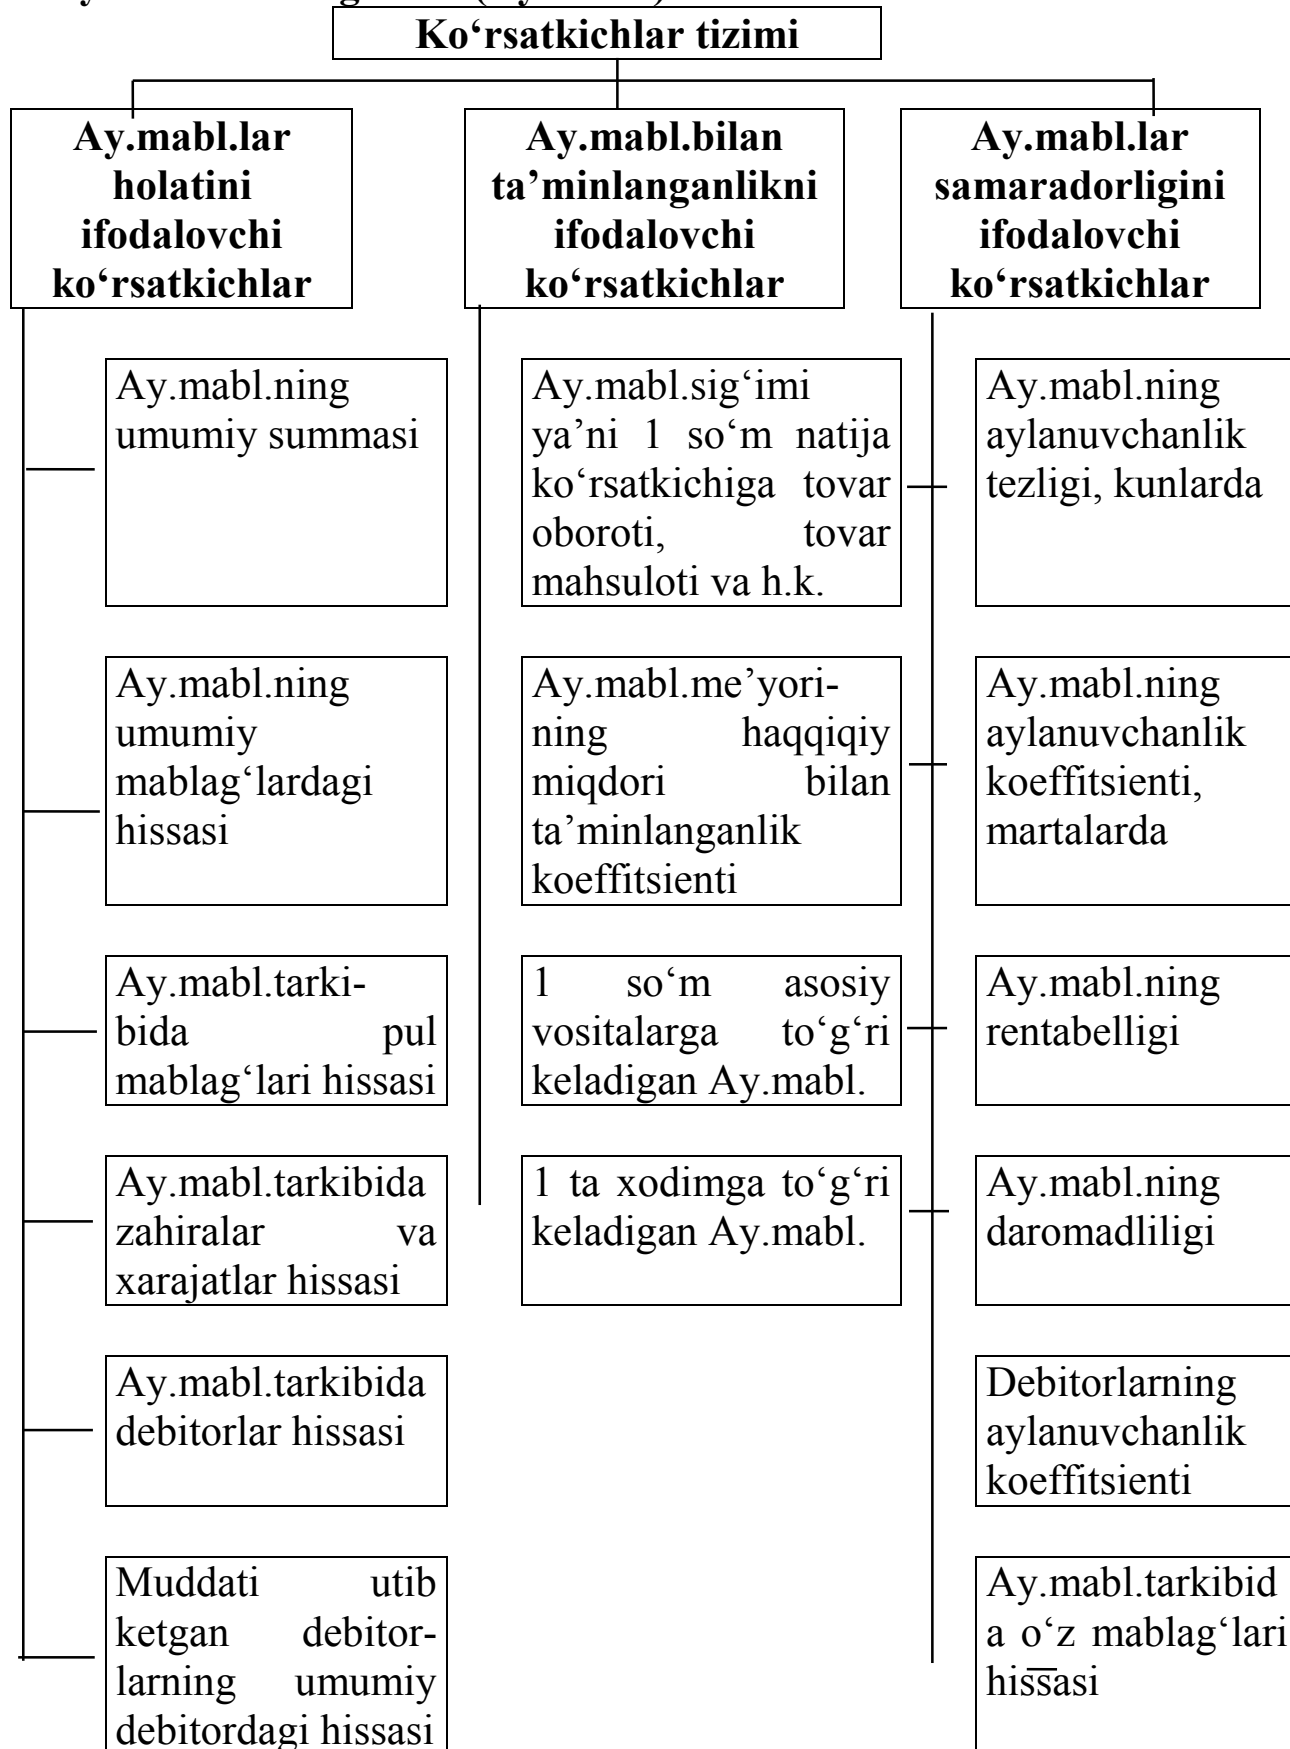 Ko‘rsatkichlar tizimi
Ay.mabl.lar
holatini
ifodalovchi
ko‘rsatkichlar
Ay.mabl.bilan
ta’minlanganlikni
ifodalovchi
ko‘rsatkichlar
Ay.mabl.lar
samaradorligini
ifodalovchi
ko‘rsatkichlar
Ay.mabl.ning
umumiy summasi
Ay.mabl.ning
umumiy
mablag‘lardagi
hissasi
Ay.mabl.tarki-
bida pul
mablag‘lari hissasi
Ay.mabl.tarkibida
zahiralar va
xarajatlar hissasi
Ay.mabl.tarkibida
debitorlar hissasi
Muddati utib
ketgan debitor-
larning umumiy
debitordagi hissasi
Ay.mabl.sig‘imi
ya’ni 1 so‘m natija
ko‘rsatkichiga tovar
oboroti, tovar
mahsuloti va h.k.
Ay.mabl.me’yori-
ning haqqiqiy
miqdori bilan
ta’minlanganlik
koeffitsienti
1 so‘m asosiy
vositalarga to‘g‘ri
keladigan Ay.mabl.
1 ta xodimga to‘g‘ri
keladigan Ay.mabl.
Ay.mabl.ning
aylanuvchanlik
tezligi, kunlarda
Ay.mabl.ning
aylanuvchanlik
koeffitsienti,
martalarda
Ay.mabl.ning
rentabelligi
Ay.mabl.ning
daromadliligi
Debitorlarning
aylanuvchanlik
koeffitsienti
Ay.mabl.tarkibid
a o‘z mablag‘lari
hissasi